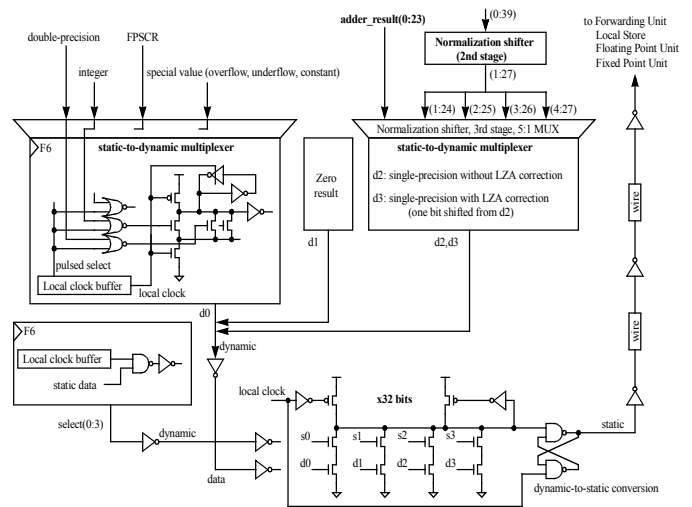 (0:39)
to Forwarding Unit
Local Store
Floating Point Unit
Fixed Point Unit
adder_result(0:23)
double-precision
FPSCR
Normalization shifter
(2nd stage)
integer
special value (overflow, underflow, constant)
(1:27)
(1:24)
(2:25)
(3:26)
(4:27)
Normalization shifter, 3rd stage, 5:1 MUX
F6
static-to-dynamic multiplexer
static-to-dynamic multiplexer
Zero
result
d2: single-precision without LZA correction
d3: single-precision with LZA correction
(one bit shifted from d2)
wire
d1
d2,d3
pulsed select
Local clock buffer
local clock
d0
F6
dynamic
wire
Local clock buffer
static data
local clock
x32 bits
select(0:3)
dynamic
static
s0
s1
s2
s3
d0
d1
d2
d3
data
dynamic-to-static conversion